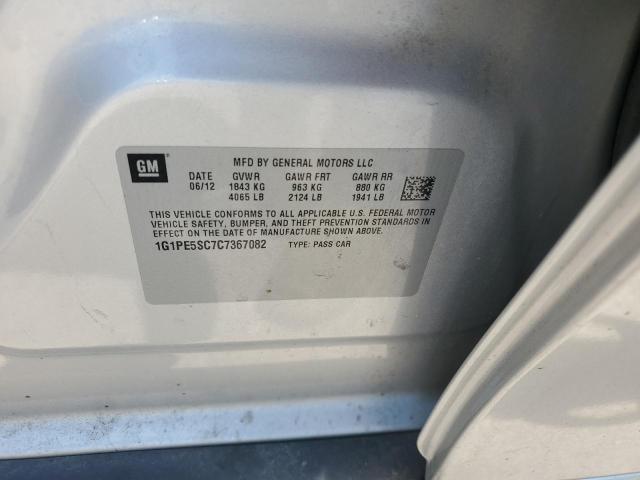 GM
MFD BY GENERAL MOTORS LLC
DATE GVWR GAWR FRT GAWR RR
06/12 1843 KG 963 KG 880 KG
4065 LB 2124 LB 1941 LB
THIS VEHICLE CONFORMS TO ALL APPLICABLE U.S. FEDERAL MOTOR
VEHICLE SAFETY, BUMPER, AND THEFT PREVENTION STANDARDS IN
EFFECT ON THE DATE OF MANUFACTURE SHOWN ABOVE.
1G1PE5SC7C7367082 TYPE: PASS CAR